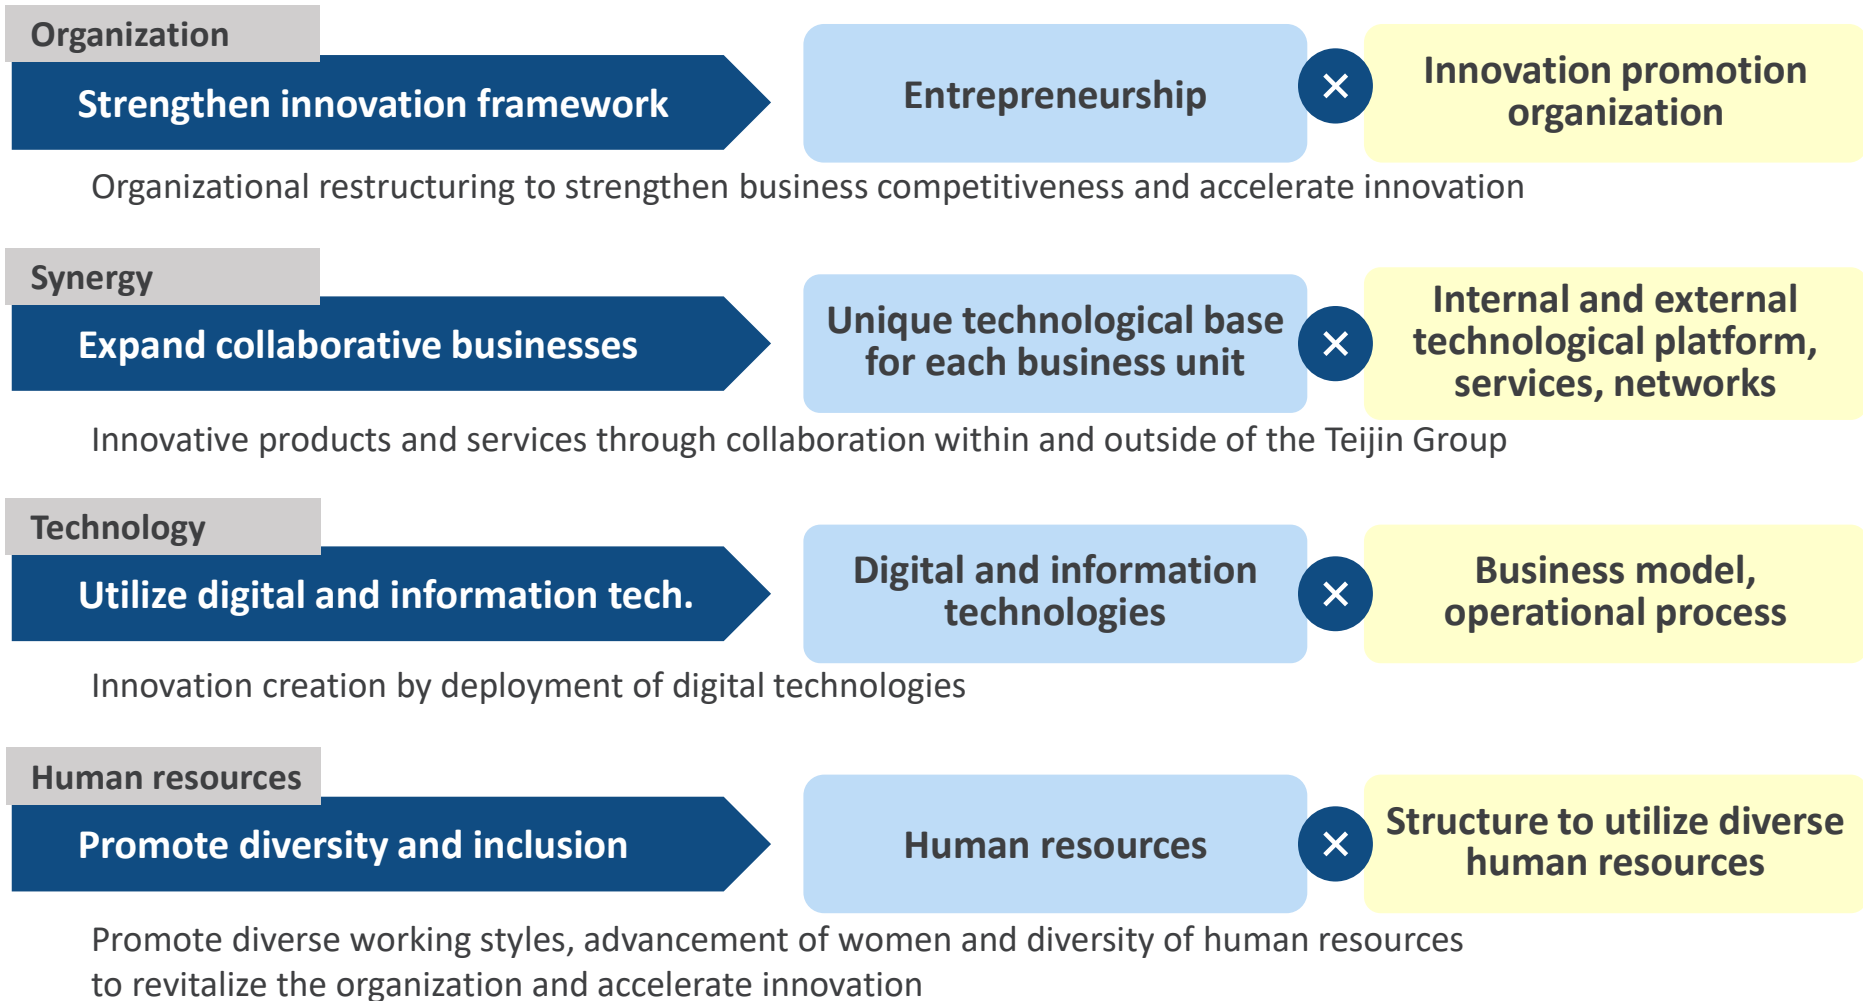 Organization
Strengthen innovation framework
Entrepreneurship
×
Innovation promotion
organization
Organizational restructuring to strengthen business competitiveness and accelerate innovation
Synergy
Expand collaborative businesses
Unique technological base
for each business unit
×
Internal and external
technological platform,
services, networks
Innovative products and services through collaboration within and outside of the Teijin Group
Technology
Utilize digital and information tech.
Digital and information
technologies
×
Business model,
operational process
Innovation creation by deployment of digital technologies
Human resources
Promote diversity and inclusion
Human resources
×
Structure to utilize diverse
human resources
Promote diverse working styles, advancement of women and diversity of human resources
to revitalize the organization and accelerate innovation